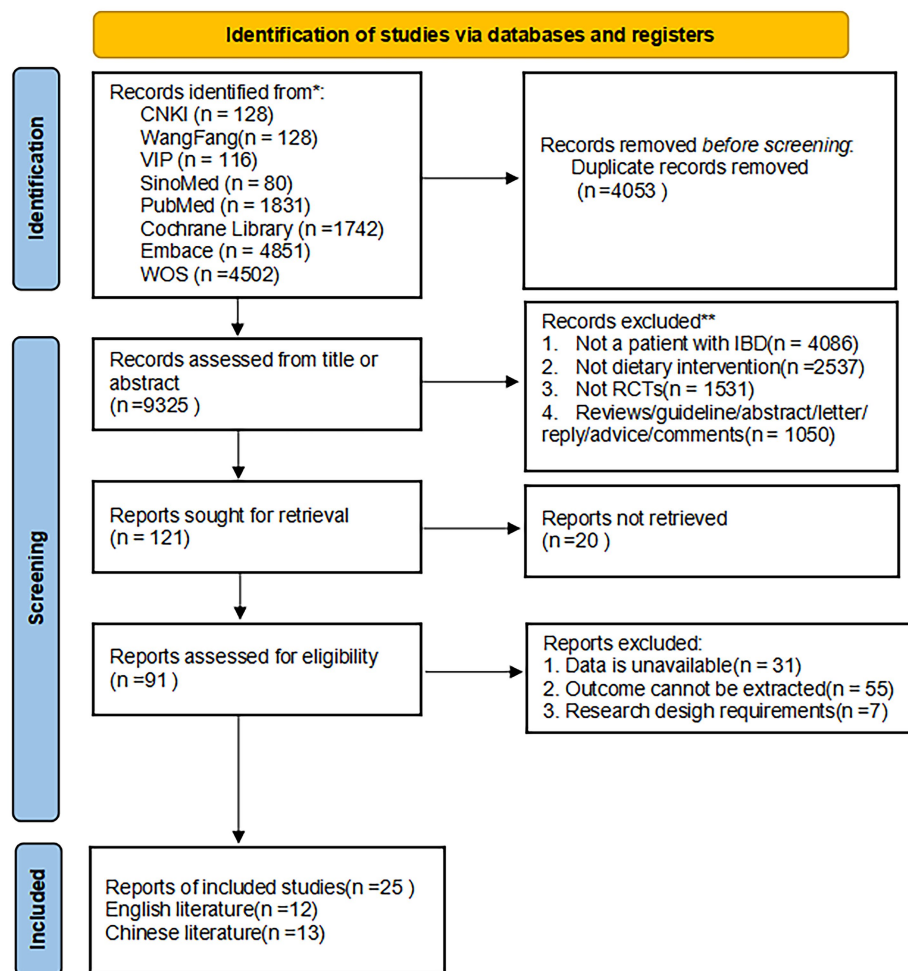 Identification of studies via databases and registers
Identification
Records identified from*:
CNKI (n = 128)
WangFang(n = 128)
VIP (n = 116)
SinoMed (n = 80)
PubMed (n = 1831)
Cochrane Library (n =1742)
Embace (n = 4851)
WOS (n =4502)
Records removed before screening:
Duplicate records removed
(n=4053 )
Screening
Records assessed from title or
abstract
(n=9325 )
Records excluded**
1. Not a patient with IBD(n = 4086)
2. Not dietary intervention(n =2537)
3. Not RCTs(n = 1531)
4. Reviews/guideline/abstract/letter/
reply/advice/comments(n = 1050)
Reports sought for retrieval
(n = 121)
Reports not retrieved
(n=20 )
Reports assessed for eligibility
(n =91 )
Reports excluded:
1. Data is unavailable(n = 31)
2. Outcome cannot be extracted(n = 55)
3. Research desigh requirements(n =7)
Included
Reports of included studies(n =25 )
English literature(n =12)
Chinese literature(n =13)